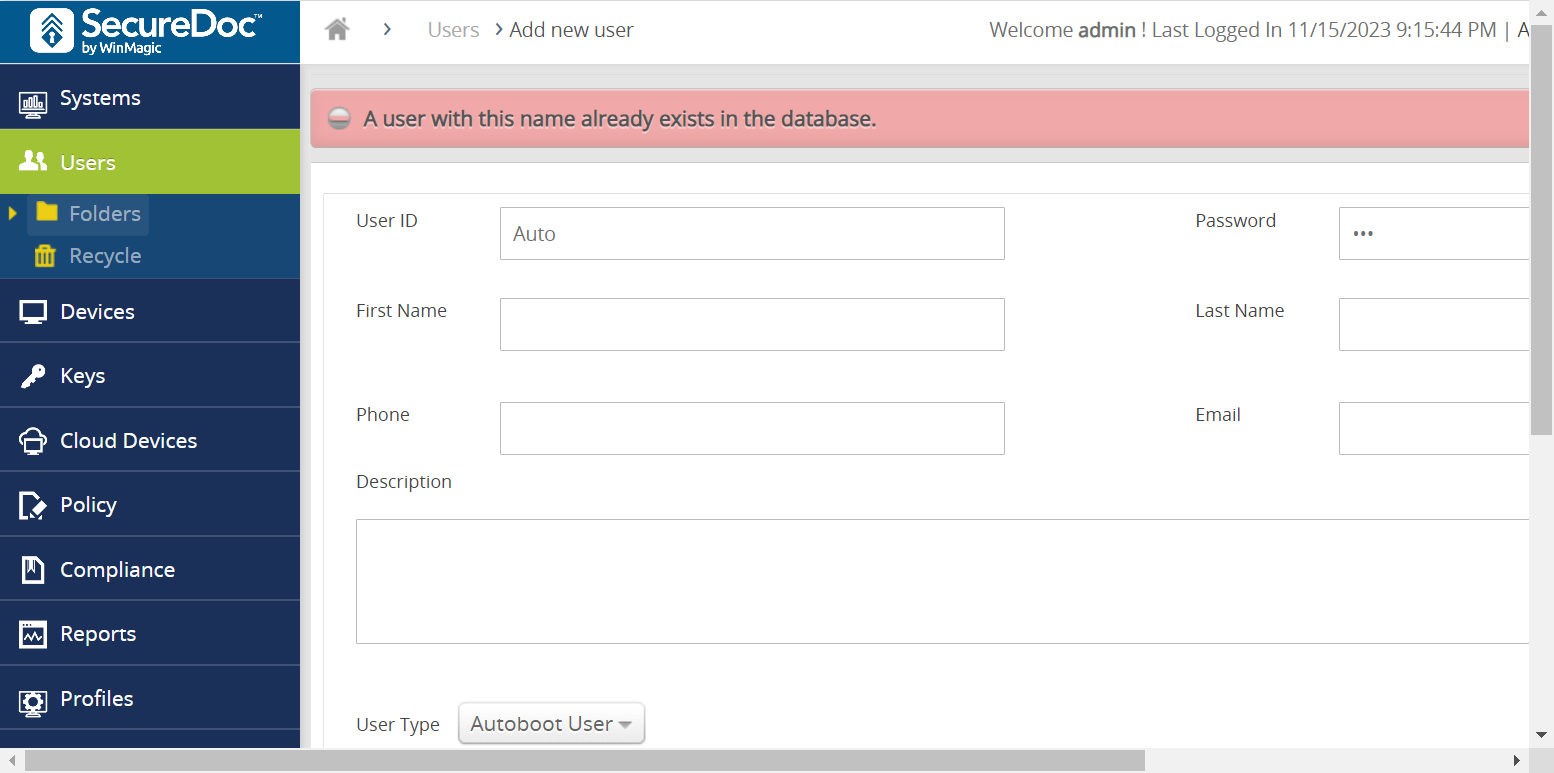 SecureDoc™
by WinMagic
Users
Add new user
Welcome admin ! Last Logged In 11/15/2023 9:15:44 PM | A
Systems
Users
Folders
Recycle
Devices
Keys
Cloud Devices
Policy
Compliance
Reports
Profiles
A user with this name already exists in the database.
User ID
Auto
Password
•••
First Name
Last Name
Phone
Email
Description
User Type
Autoboot User